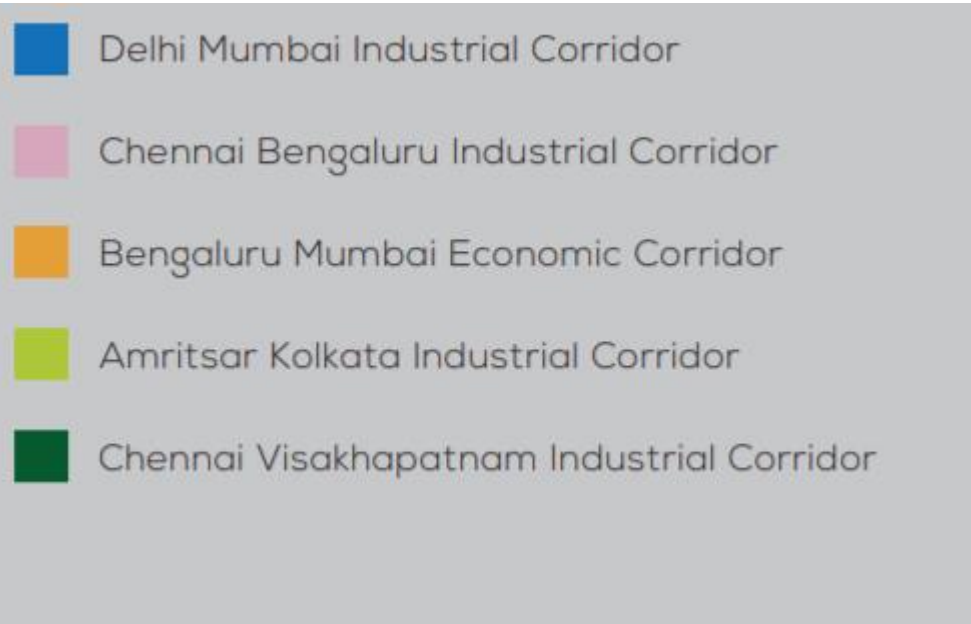 Delhi Mumbai Industrial Corridor
Chennai Bengaluru Industrial Corridor
Bengaluru Mumbai Economic Corridor
Amritsar Kolkata Industrial Corridor
Chennai Visakhapatnam Industrial Corridor